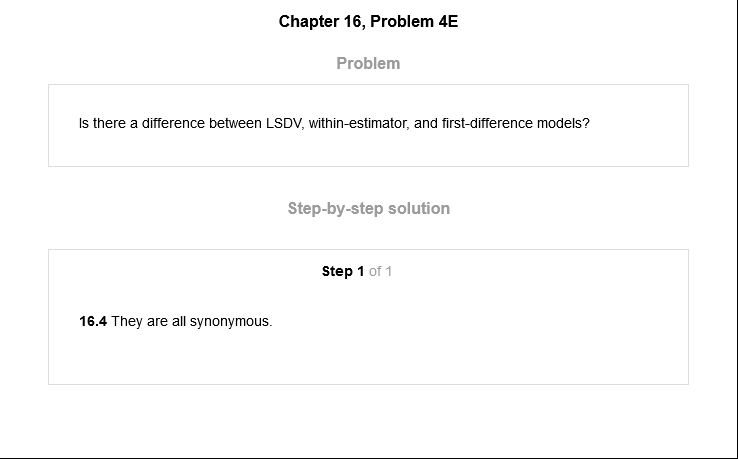 Chapter 16, Problem 4E
Problem
Is there a difference between LSDV, within-estimator, and first-difference models?
Step-by-step solution
Step 1 of 1
16.4 They are all synonymous.